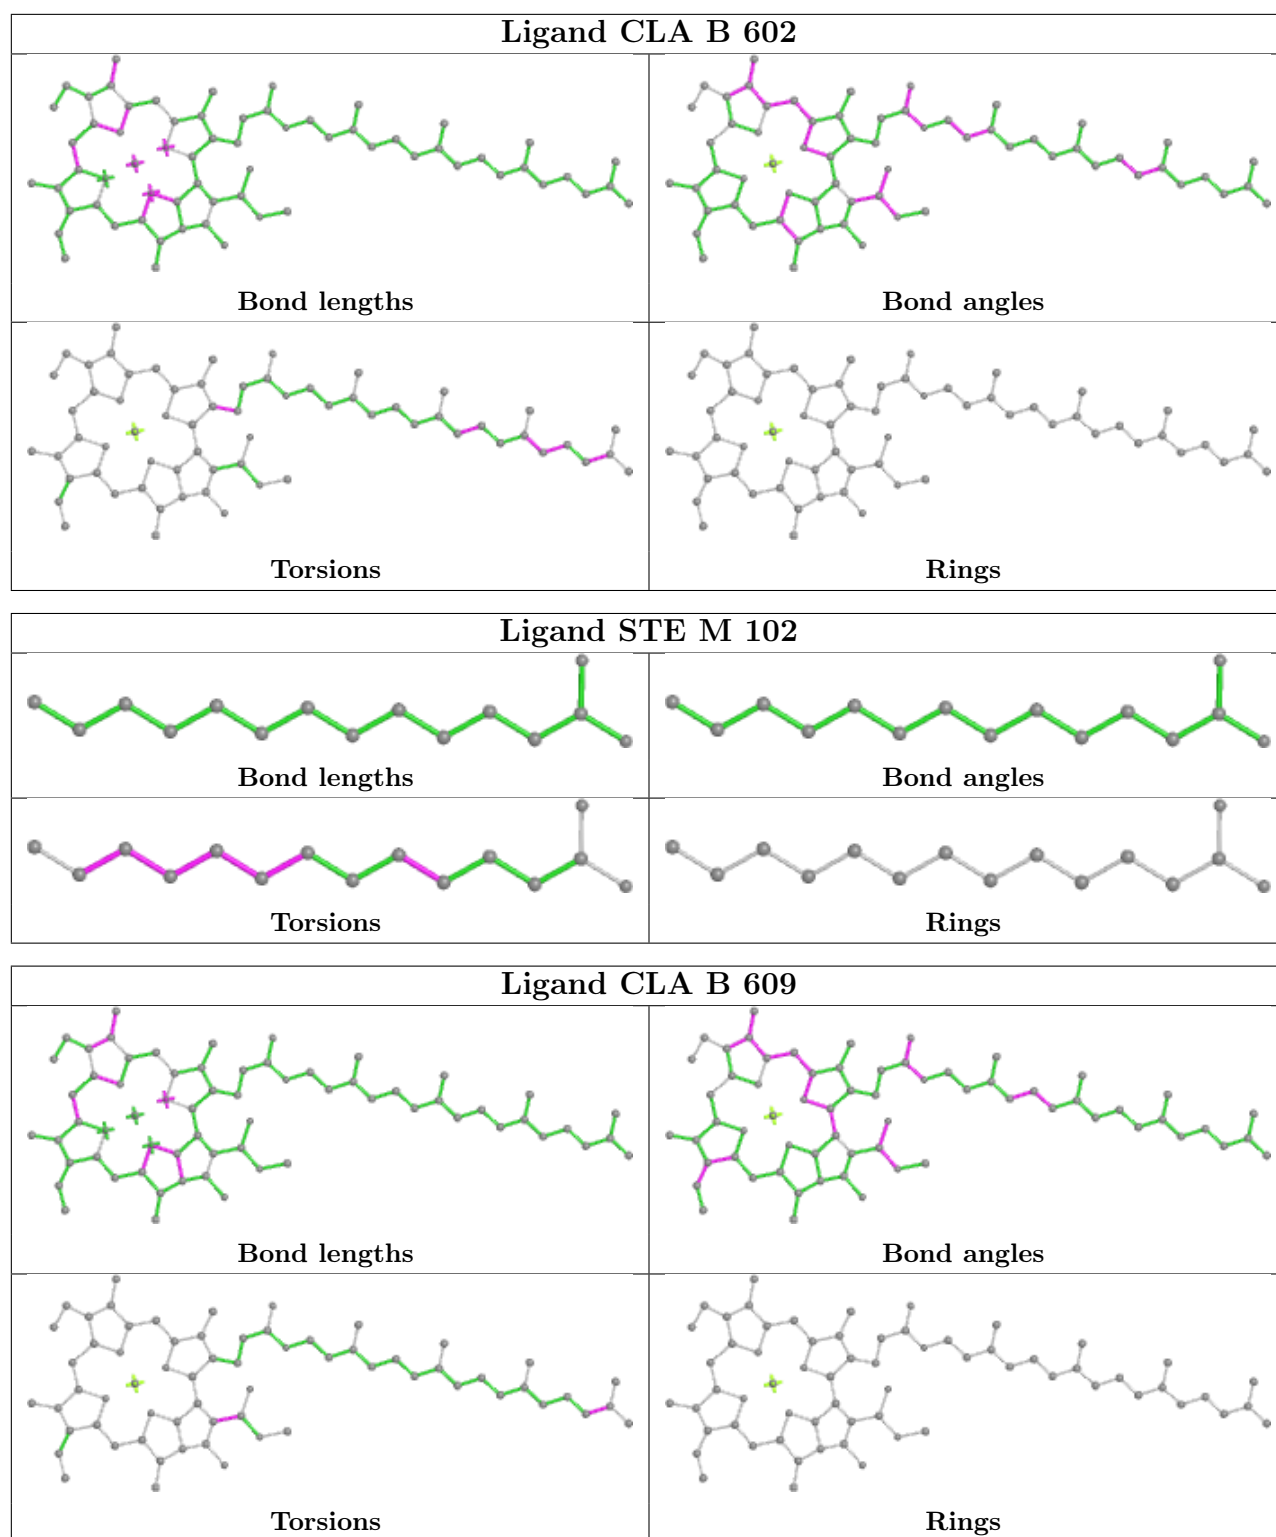 Ligand CLA B 602
Bond lengths
Bond angles
Torsions
Rings
Ligand STE M 102
Bond lengths
Bond angles
Torsions
Rings
Ligand CLA B 609
Bond lengths
Bond angles
Torsions
Rings